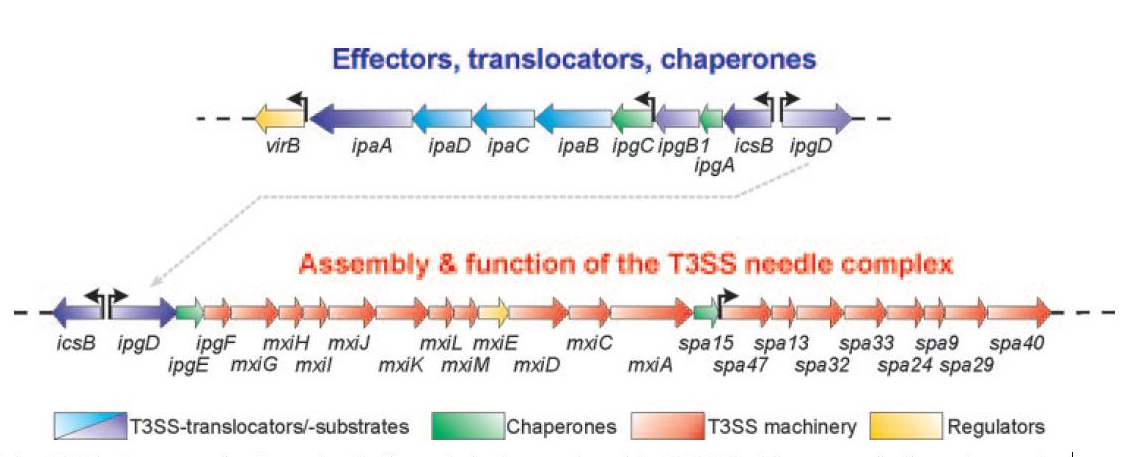 Effectors, translocators, chaperones
virB ipaA ipaD ipaC ipaB ipgC ipgB1 icsB ipgD
ipgA
Assembly & function of the T3SS needle complex
icsB ipgD ipgF mxiH mxiJ mxiL mxiE mxiC spa15 spa13 spa33 spa9 spa40
ipgE mxiG mxiI mxiK mxiM mxiD mxiA spa47 spa32 spa24 spa29
T3SS-translocators/-substrates Chaperones T3SS machinery Regulators